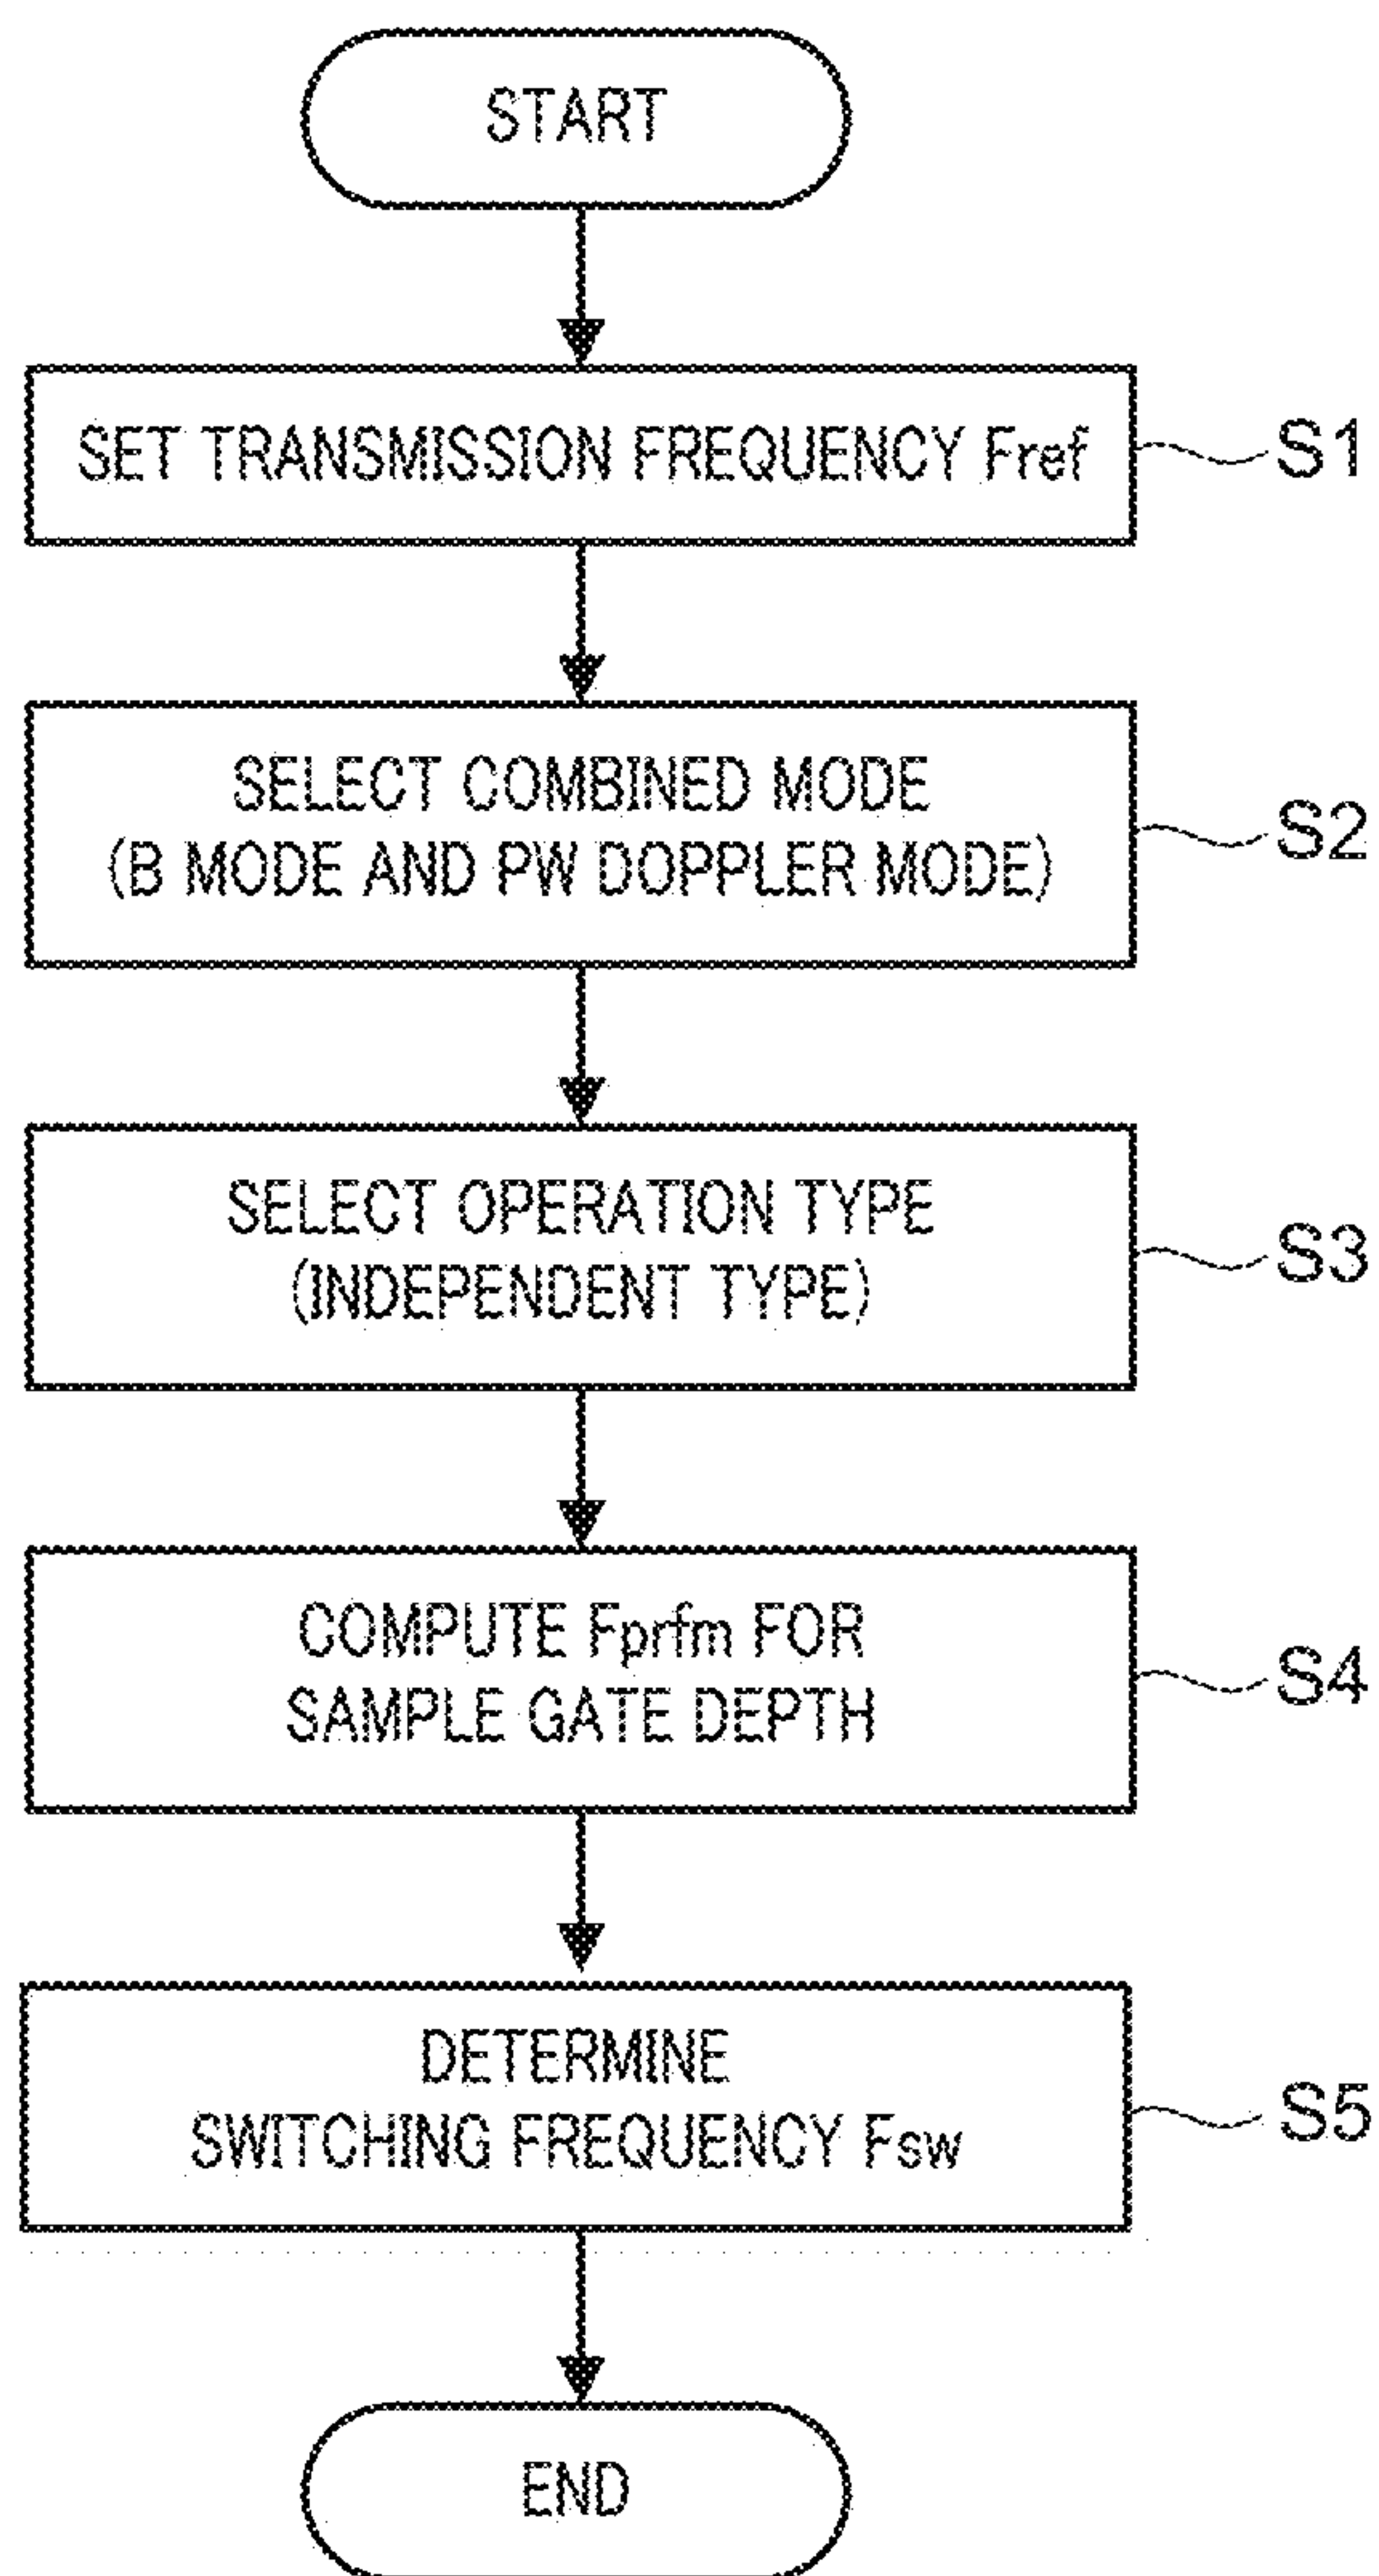 START
SET TRANSMISSION FREQUENCY Fref
S1
SELECT COMBINED MODE
(B MODE AND PW DOPPLER MODE)
S2
SELECT OPERATION TYPE
(INDEPENDENT TYPE)
S3
COMPUTE Fprfm FOR
SAMPLE GATE DEPTH
S4
DETERMINE
SWITCHING FREQUENCY Fsw
S5
END